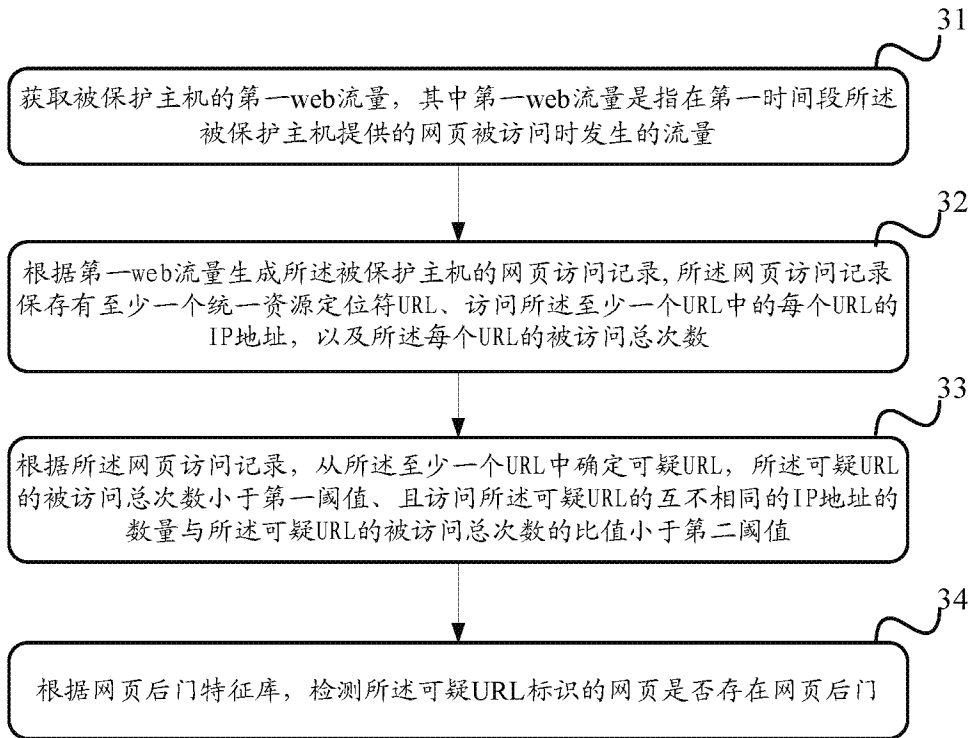 31
获取被保护主机的第一web流量，其中第一web流量是指在第一时间段所述
被保护主机提供的网页被访问时发生的流量
32
根据第一web流量生成所述被保护主机的网页访问记录,所述网页访问记录
保存有至少一个统一资源定位符URL、访问所述至少一个URL中的每个URL的
IP地址，以及所述每个URL的被访问总次数
33
根据所述网页访问记录，从所述至少一个URL中确定可疑URL，所述可疑URL
的被访问总次数小于第一阈值、且访问所述可疑URL的互不相同的IP地址的
数量与所述可疑URL的被访问总次数的比值小于第二阈值
34
根据网页后门特征库，检测所述可疑URL标识的网页是否存在网页后门